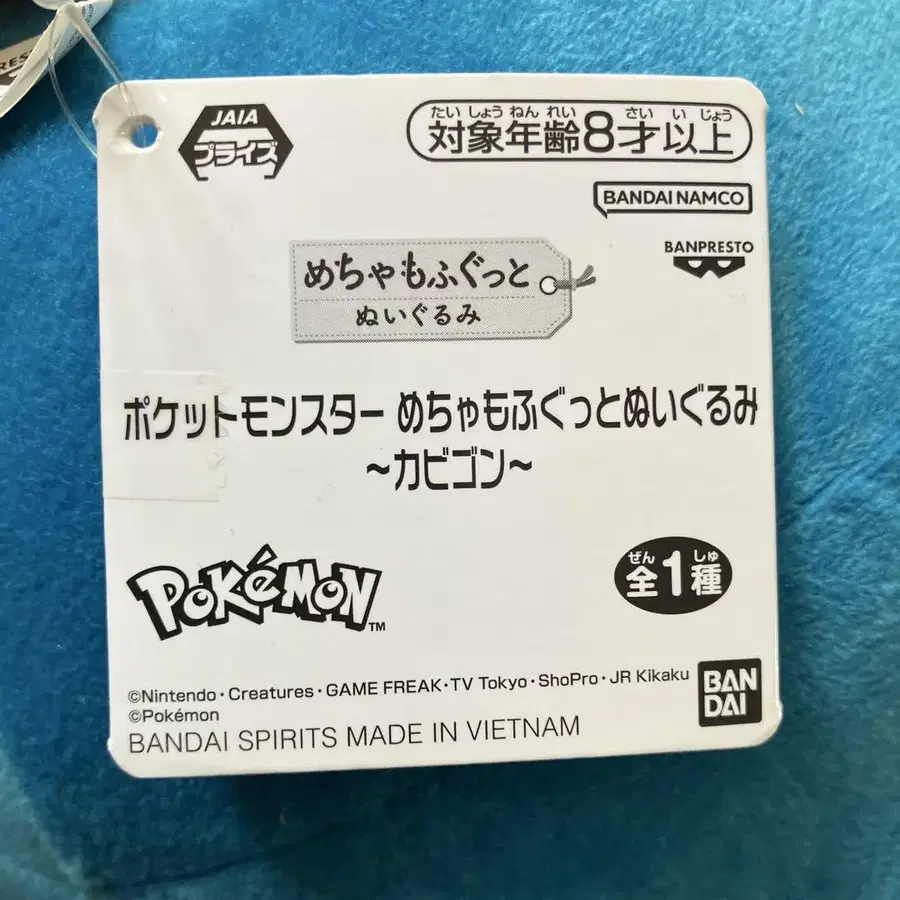 JAIA
プライズ
たいしょうねんれい さいいじょう
対象年齢8才以上
BANDAI NAMCO
BANPRESTO
めちゃもふぐっと
ぬいぐるみ
ポケットモンスター めちゃもふぐっとぬいぐるみ
~カビゴン~
POKéMON™
ぜん しゅ
全1種
©Nintendo・Creatures・GAME FREAK・TV Tokyo・ShoPro・JR Kikaku
©Pokémon
BANDAI SPIRITS MADE IN VIETNAM
BAN
DAI